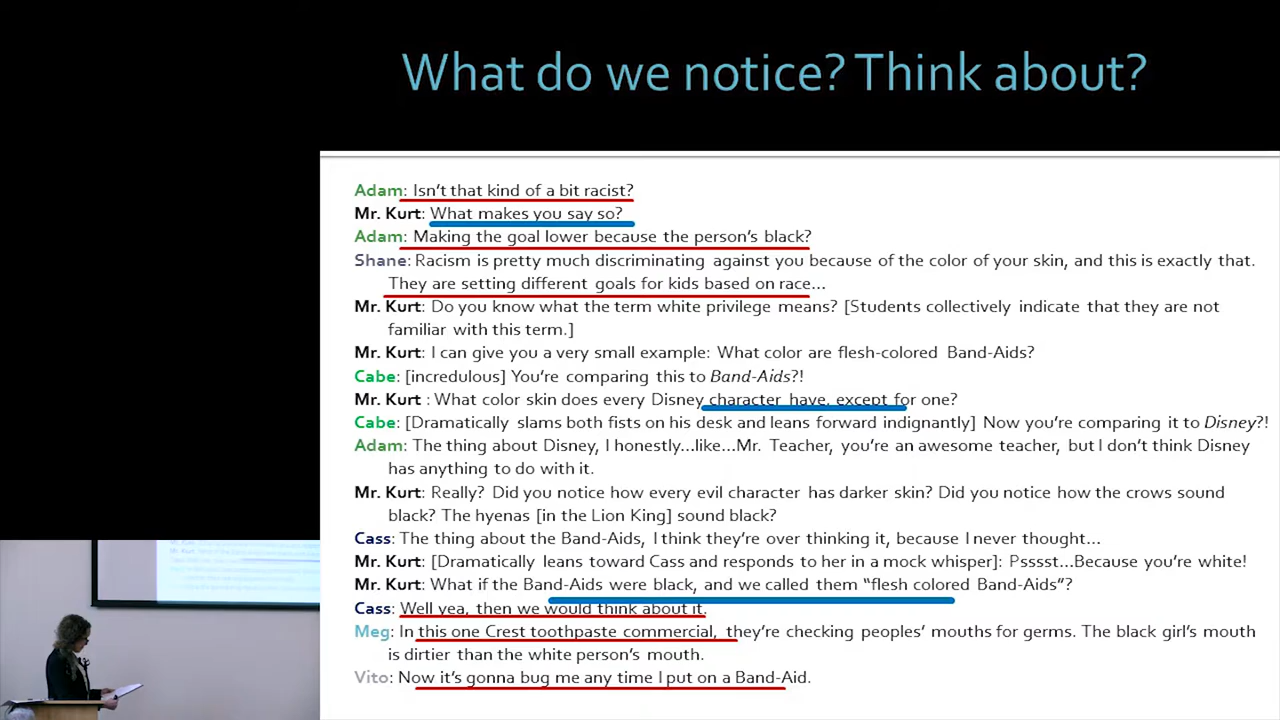 What do we notice? Think about?
Adam: Isn't that kind of a bit racist?
Mr. Kurt: What makes you say so?
Adam: Making the goal lower because the person's black?
Shane: Racism is pretty much discriminating against you because of the color of your skin, and this is exactly that.
They are setting different goals for kids based on race…
Mr. Kurt: Do you know what the term white privilege means? [Students collectively indicate that they are not
familiar with this term.]
Mr. Kurt: I can give you a very small example: What color are flesh-colored Band-Aids?
Cabe: [incredulous] You're comparing this to Band-Aids?!
Mr. Kurt : What color skin does every Disney character have, except for one?
Cabe: [Dramatically slams both fists on his desk and leans forward indignantly] Now you're comparing it to Disney?!
Adam: The thing about Disney, I honestly…like…Mr. Teacher, you're an awesome teacher, but I don't think Disney
has anything to do with it.
Mr. Kurt: Really? Did you notice how every evil character has darker skin? Did you notice how the crows sound
black? The hyenas [in the Lion King] sound black?
Cass: The thing about the Band-Aids, I think they're over thinking it, because I never thought…
Mr. Kurt: [Dramatically leans toward Cass and responds to her in a mock whisper]: Psssst…Because you're white!
Mr. Kurt: What if the Band-Aids were black, and we called them "flesh colored Band-Aids"?
Cass: Well yea, then we would think about it.
Meg: In this one Crest toothpaste commercial, they're checking peoples' mouths for germs. The black girl's mouth
is dirtier than the white person's mouth.
Vito: Now it's gonna bug me any time I put on a Band-Aid.